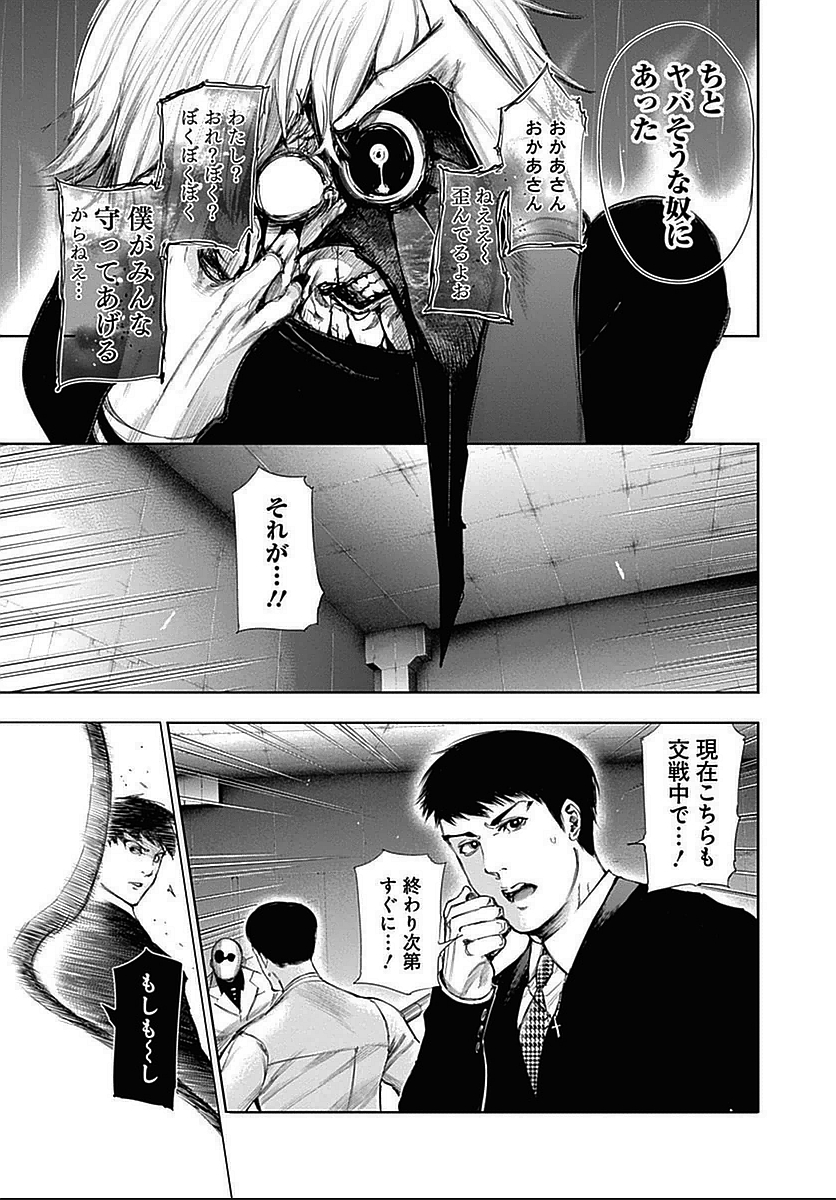 ちと
ヤバそうな奴に
あった
おかあさん
おかあさん
ねぇえ〜
歪んでるよお
わたし？
おれ？ぼく？
ぼくぼくぼく
僕がみんな
守ってあげる
からねえ…
それが…!!
現在こちらも
交戦中で…！
終わり次第
すぐに…！
もしも〜し